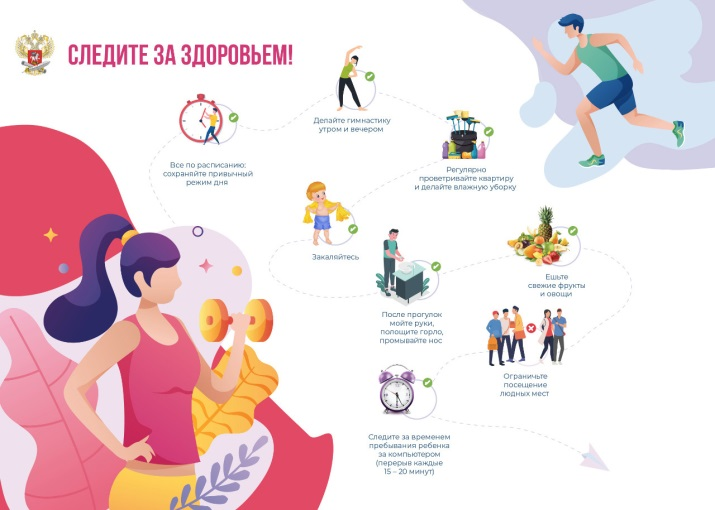 СЛЕДИТЕ ЗА ЗДОРОВЬЕМ!
Все по расписанию:
сохраняйте привычный
режим дня
Делайте гимнастику
утром и вечером
Регулярно
проветривайте квартиру
и делайте влажную уборку
Закаляйтесь
После прогулок
мойте руки,
полощите горло,
промывайте нос
Ешьте
свежие фрукты
и овощи
Ограничьте
посещение
людных мест
Следите за временем
пребывания ребенка
за компьютером
(перерыв каждые
15 – 20 минут)